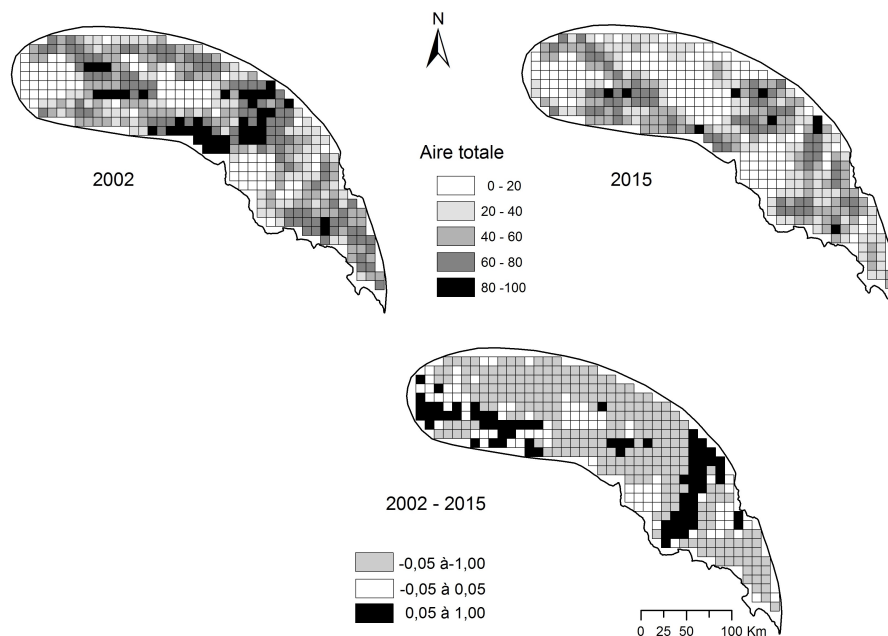 N
2002
Aire totale
2015
0 - 20
20 - 40
40 - 60
60 - 80
80 -100
2002 - 2015
-0,05 à-1,00
-0,05 à 0,05
0,05 à 1,00
0 25 50 100 Km